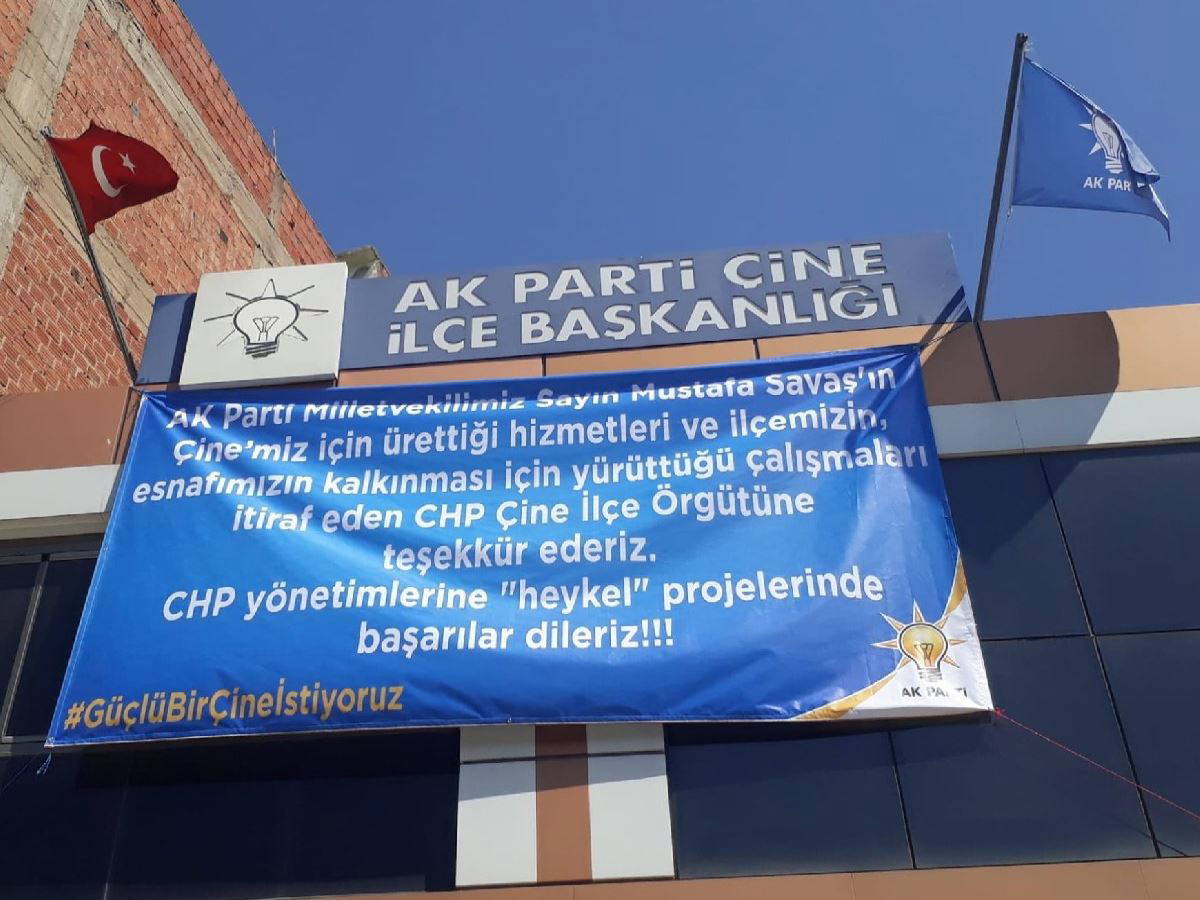 AK PARTİ ÇİNE
İLÇE BAŞKANLIĞI
AK PAR
AK Parti Milletvekilimiz Sayın Mustafa Savaş'ın
Çine'miz için ürettiği hizmetleri ve ilçemizin,
esnafımızın kalkınması için yürüttüğü çalışmaları
itiraf eden CHP Çine İlçe Örgütüne
teşekkür ederiz.
CHP yönetimlerine "heykel" projelerinde
başarılar dileriz!!!
#GüçlüBirÇineİstiyoruz
AK PARTİ